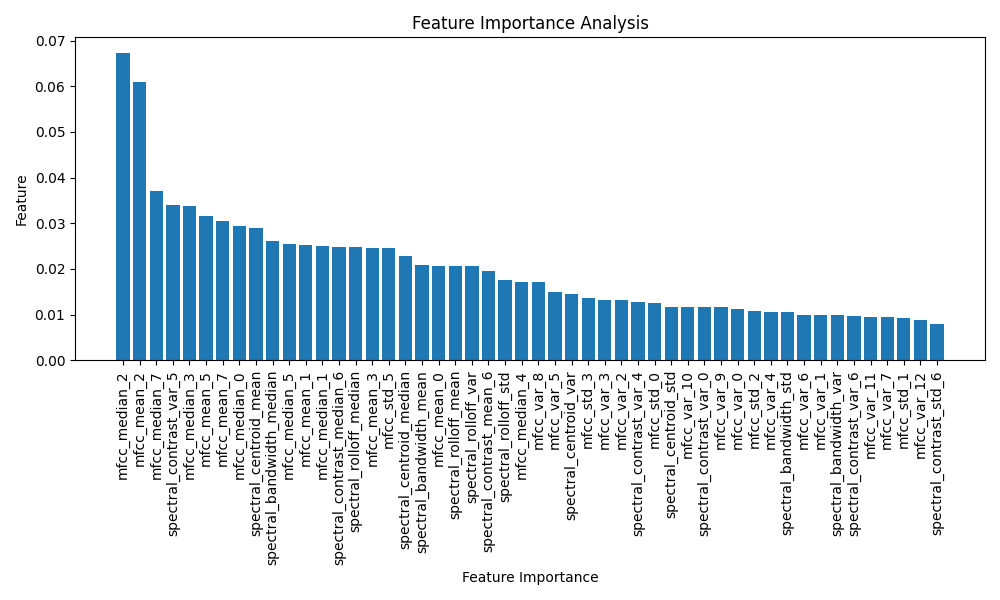 Feature Importance Analysis
0.07
0.06
0.05
0.04
0.03
0.02
0.01
0.00
Feature
mfcc_median_2
mfcc_mean_2
mfcc_median_7
spectral_contrast_var_5
mfcc_median_3
mfcc_mean_5
mfcc_mean_7
mfcc_median_0
spectral_centroid_mean
spectral_bandwidth_median
mfcc_median_5
mfcc_mean_1
mfcc_median_1
spectral_contrast_median_6
spectral_rolloff_median
mfcc_mean_3
mfcc_std_5
spectral_centroid_median
spectral_bandwidth_mean
mfcc_mean_0
spectral_rolloff_mean
spectral_rolloff_var
spectral_contrast_mean_6
spectral_rolloff_std
mfcc_median_4
mfcc_var_8
mfcc_var_5
spectral_centroid_var
mfcc_std_3
mfcc_var_3
mfcc_var_2
spectral_contrast_var_4
mfcc_std_0
spectral_centroid_std
mfcc_var_10
spectral_contrast_var_0
mfcc_var_9
mfcc_var_0
mfcc_std_2
mfcc_var_4
spectral_bandwidth_std
mfcc_var_6
mfcc_var_1
spectral_bandwidth_var
spectral_contrast_var_6
mfcc_var_11
mfcc_var_7
mfcc_std_1
mfcc_var_12
spectral_contrast_std_6
Feature Importance